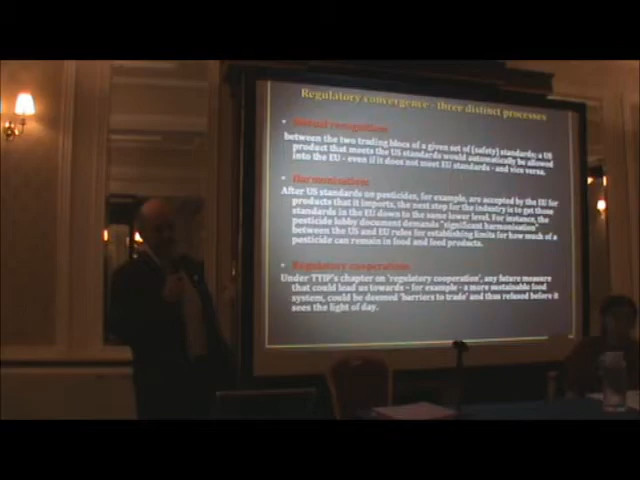 Regulatory convergence - three distinct processes
• Mutual recognition:
between the two trading blocs of a given set of (safety) standards; a US
product that meets the US standards would automatically be allowed
into the EU - even if it does not meet EU standards - and vice versa.
• Harmonisation:
After US standards on pesticides, for example, are accepted by the EU for
products that it imports, the next step for the industry is to get those
standards in the EU down to the same lower level. For instance, the
pesticide lobby document demands "significant harmonisation"
between the US and EU rules for establishing limits for how much of a
pesticide can remain in food and feed products.
• Regulatory cooperation:
Under TTIP's chapter on 'regulatory cooperation', any future measure
that could lead us towards - for example - a more sustainable food
system, could be deemed 'barriers to trade' and thus refused before it
sees the light of day.